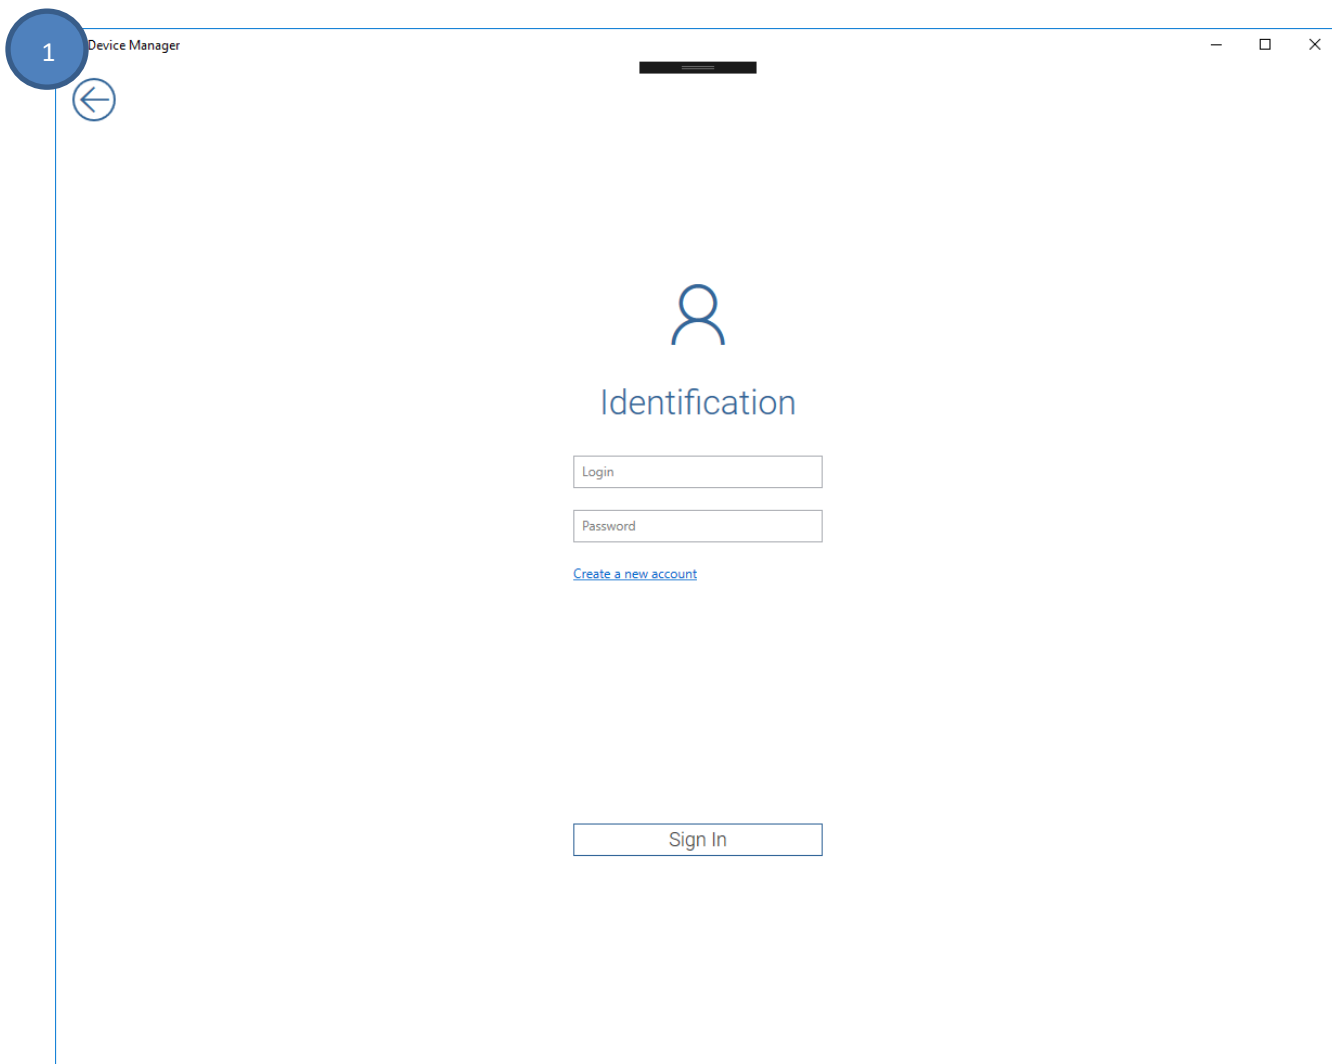 1
Device Manager
Identification
Login
Password
Create a new account
Sign In